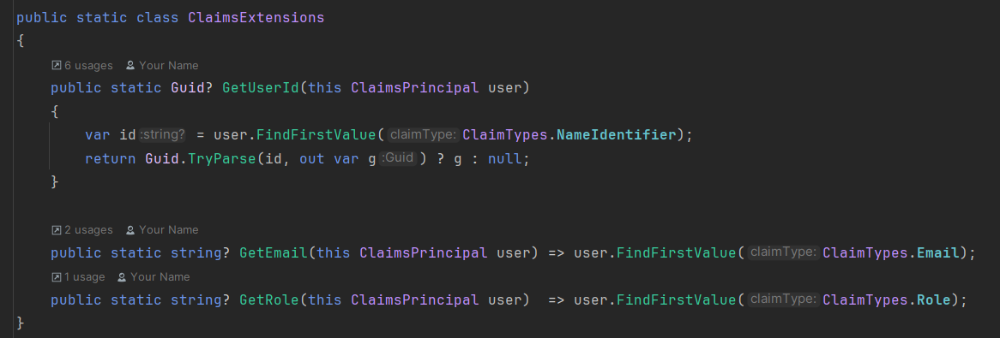 public static class ClaimsExtensions
{
6 usages Your Name
public static Guid? GetUserId(this ClaimsPrincipal user)
{
var id :string? = user.FindFirstValue( claimType: ClaimTypes.NameIdentifier);
return Guid.TryParse(id, out var g :Guid ) ? g : null;
}
2 usages Your Name
public static string? GetEmail(this ClaimsPrincipal user) => user.FindFirstValue( claimType: ClaimTypes.Email);
1 usage Your Name
public static string? GetRole(this ClaimsPrincipal user)  => user.FindFirstValue( claimType: ClaimTypes.Role);
}